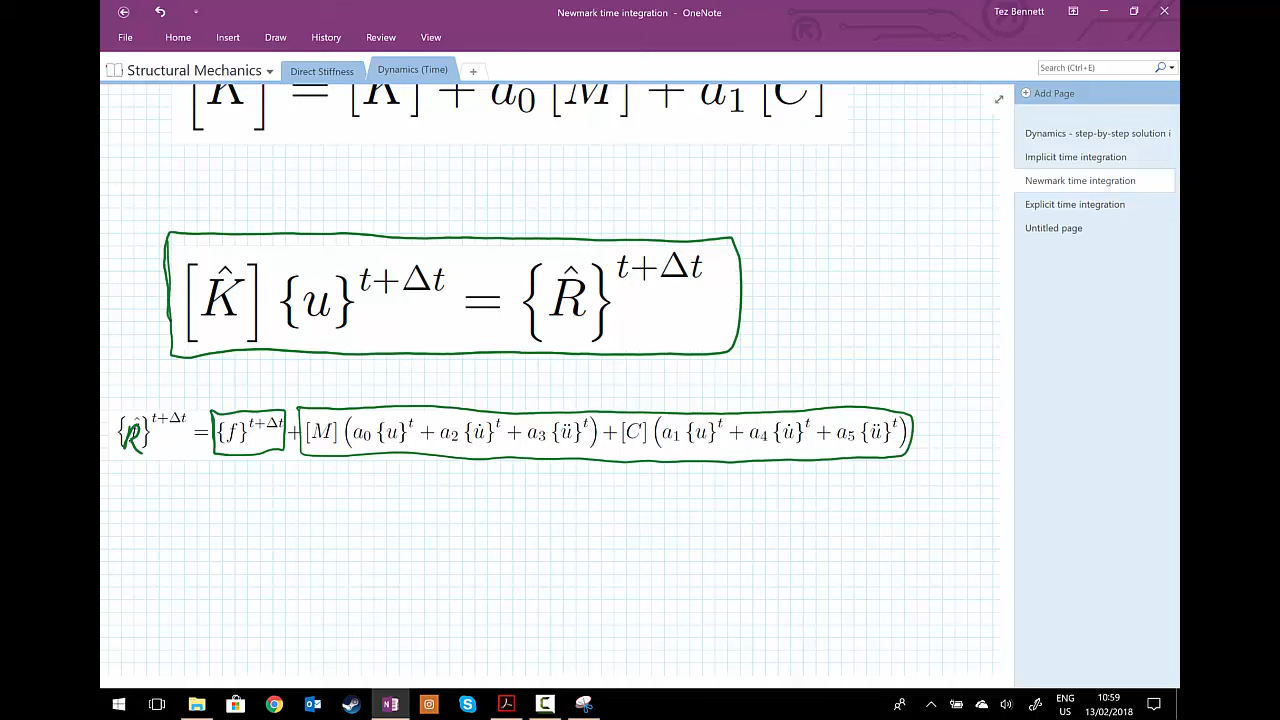 Newmark time integration - OneNote
Tez Bennett
File Home Insert Draw History Review View
Structural Mechanics
Direct Stiffness
Dynamics (Time)
Search (Ctrl+E)
Add Page
Dynamics - step-by-step solution i
Implicit time integration
Newmark time integration
Explicit time integration
Untitled page
[K̂] = [K] + a₀ [M] + a₁ [C]
[K̂] {u}^{t+Δt} = {R̂}^{t+Δt}
{R̂}^{t+Δt} = {f}^{t+Δt} + [M] (a₀ {u}^t + a₂ {u̇}^t + a₃ {ü}^t) + [C] (a₁ {u}^t + a₄ {u̇}^t + a₅ {ü}^t)
ENG
US
10:59
13/02/2018